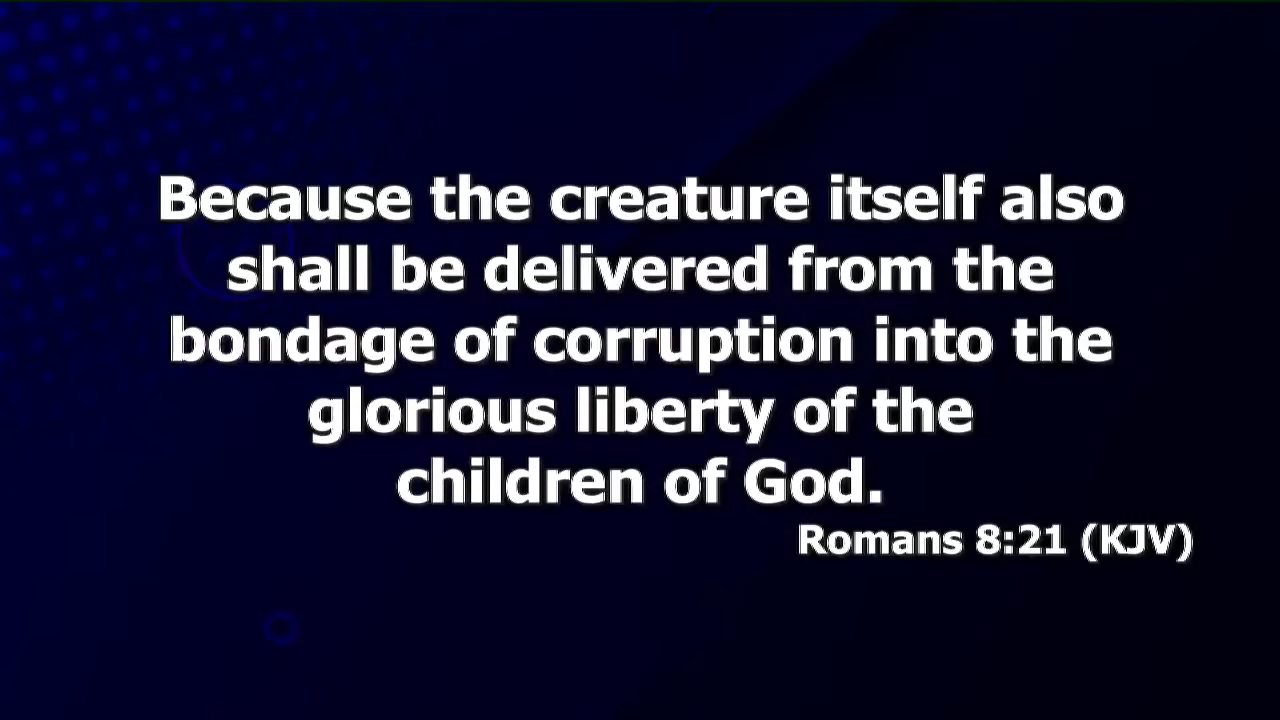 Because the creature itself also
shall be delivered from the
bondage of corruption into the
glorious liberty of the
children of God.
Romans 8:21 (KJV)